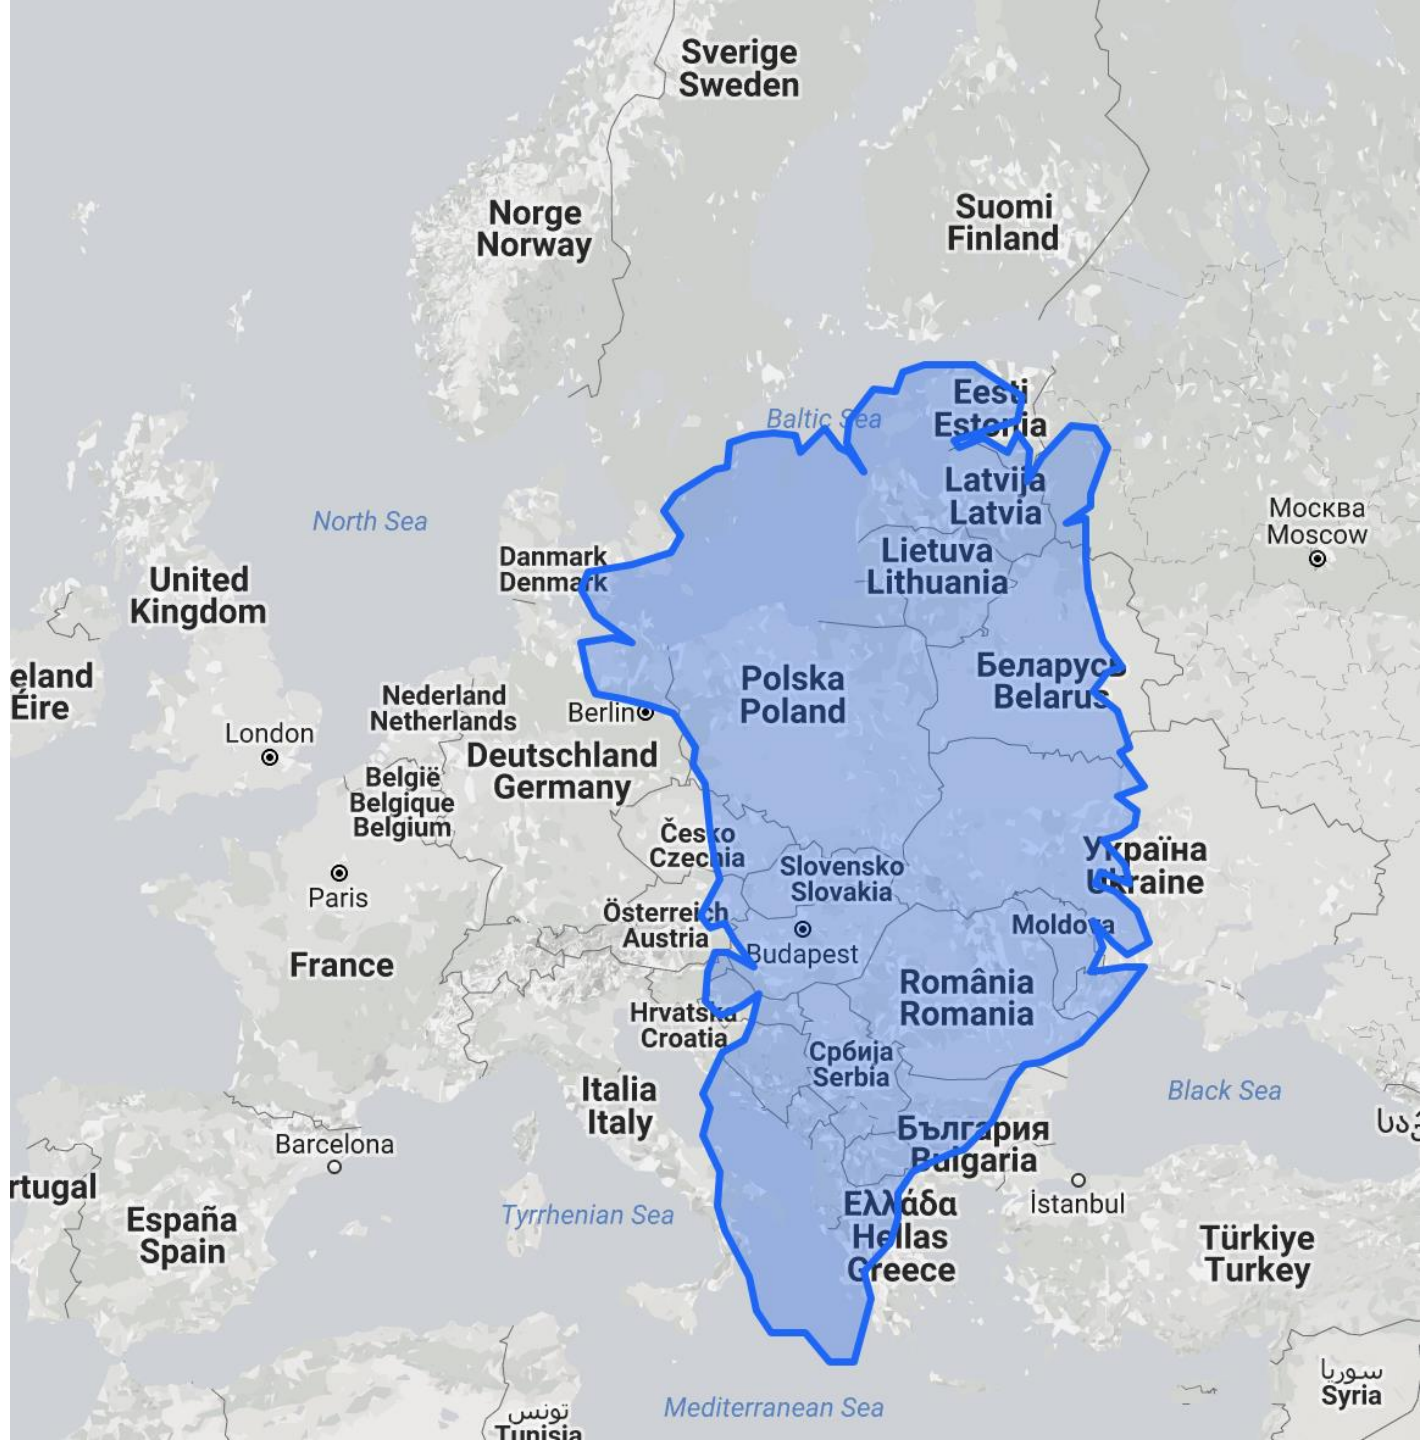 Sverige
Sweden
Norge
Norway
Suomi
Finland
Eesti
Estonia
Baltic Sea
Latvija
Latvia
Москва
Moscow
North Sea
Danmark
Denmark
Lietuva
Lithuania
United
Kingdom
eland
Éire
Polska
Poland
Беларусь
Belarus
Nederland
Netherlands
Berlin
London
Deutschland
Germany
België
Belgique
Belgium
Česko
Czechia
Slovensko
Slovakia
Україна
Ukraine
Paris
Österreich
Austria
Moldova
Budapest
France
România
Romania
Hrvatska
Croatia
Србија
Serbia
Italia
Italy
Black Sea
България
Bulgaria
Barcelona
rtugal
España
Spain
Tyrrhenian Sea
Ελλάδα
Hellas
Greece
İstanbul
Türkiye
Turkey
سوريا
Syria
Mediterranean Sea
تونس
Tunisia